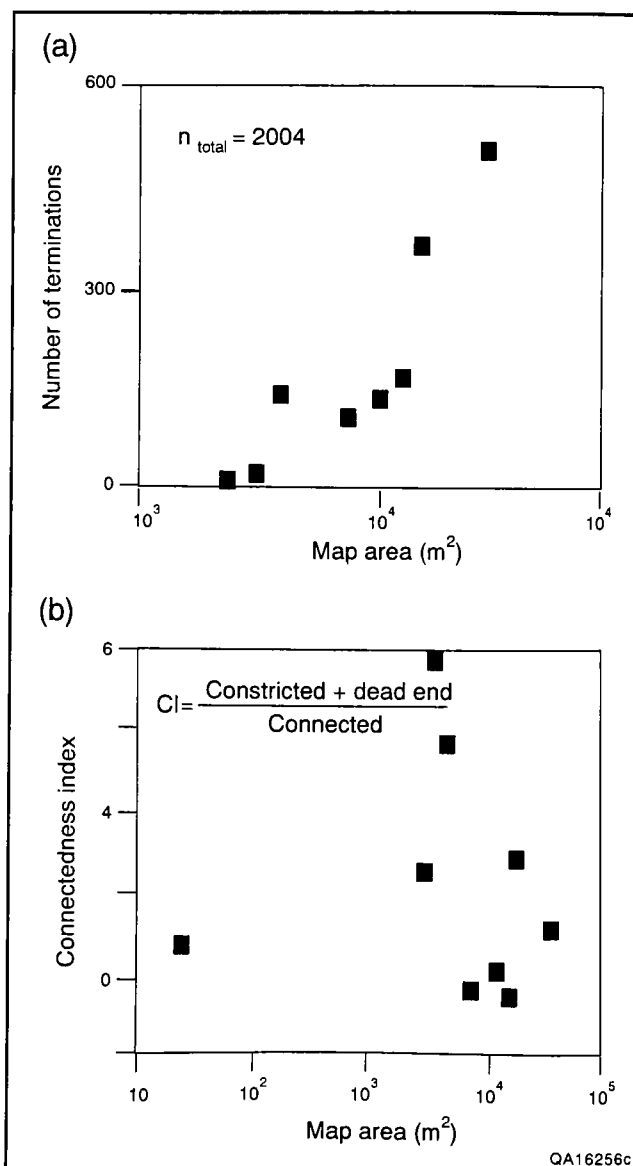 (a)
600
n total = 2004
Number of terminations
300
0
10³
10⁴
10⁴
Map area (m²)
(b)
6
CI= Constricted + dead end
Connected
Connectedness index
4
0
10
10²
10³
10⁴
10⁵
Map area (m²)
QA16256c